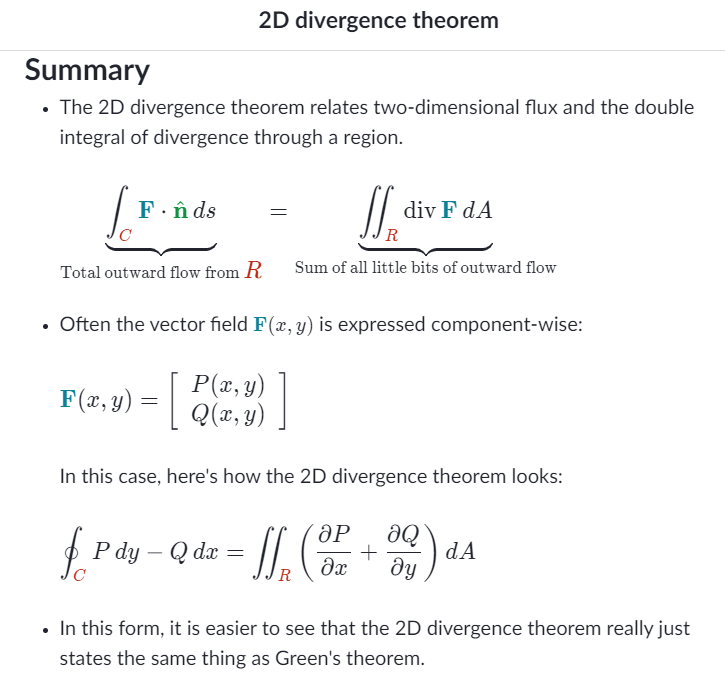 2D divergence theorem
Summary
• The 2D divergence theorem relates two-dimensional flux and the double
integral of divergence through a region.
∫_C F · n̂ ds = ∬_R div F dA
Total outward flow from R Sum of all little bits of outward flow
• Often the vector field F(x, y) is expressed component-wise:
F(x, y) = [ P(x, y)
Q(x, y) ]
In this case, here's how the 2D divergence theorem looks:
∮_C P dy − Q dx = ∬_R (∂P/∂x + ∂Q/∂y) dA
• In this form, it is easier to see that the 2D divergence theorem really just
states the same thing as Green's theorem.